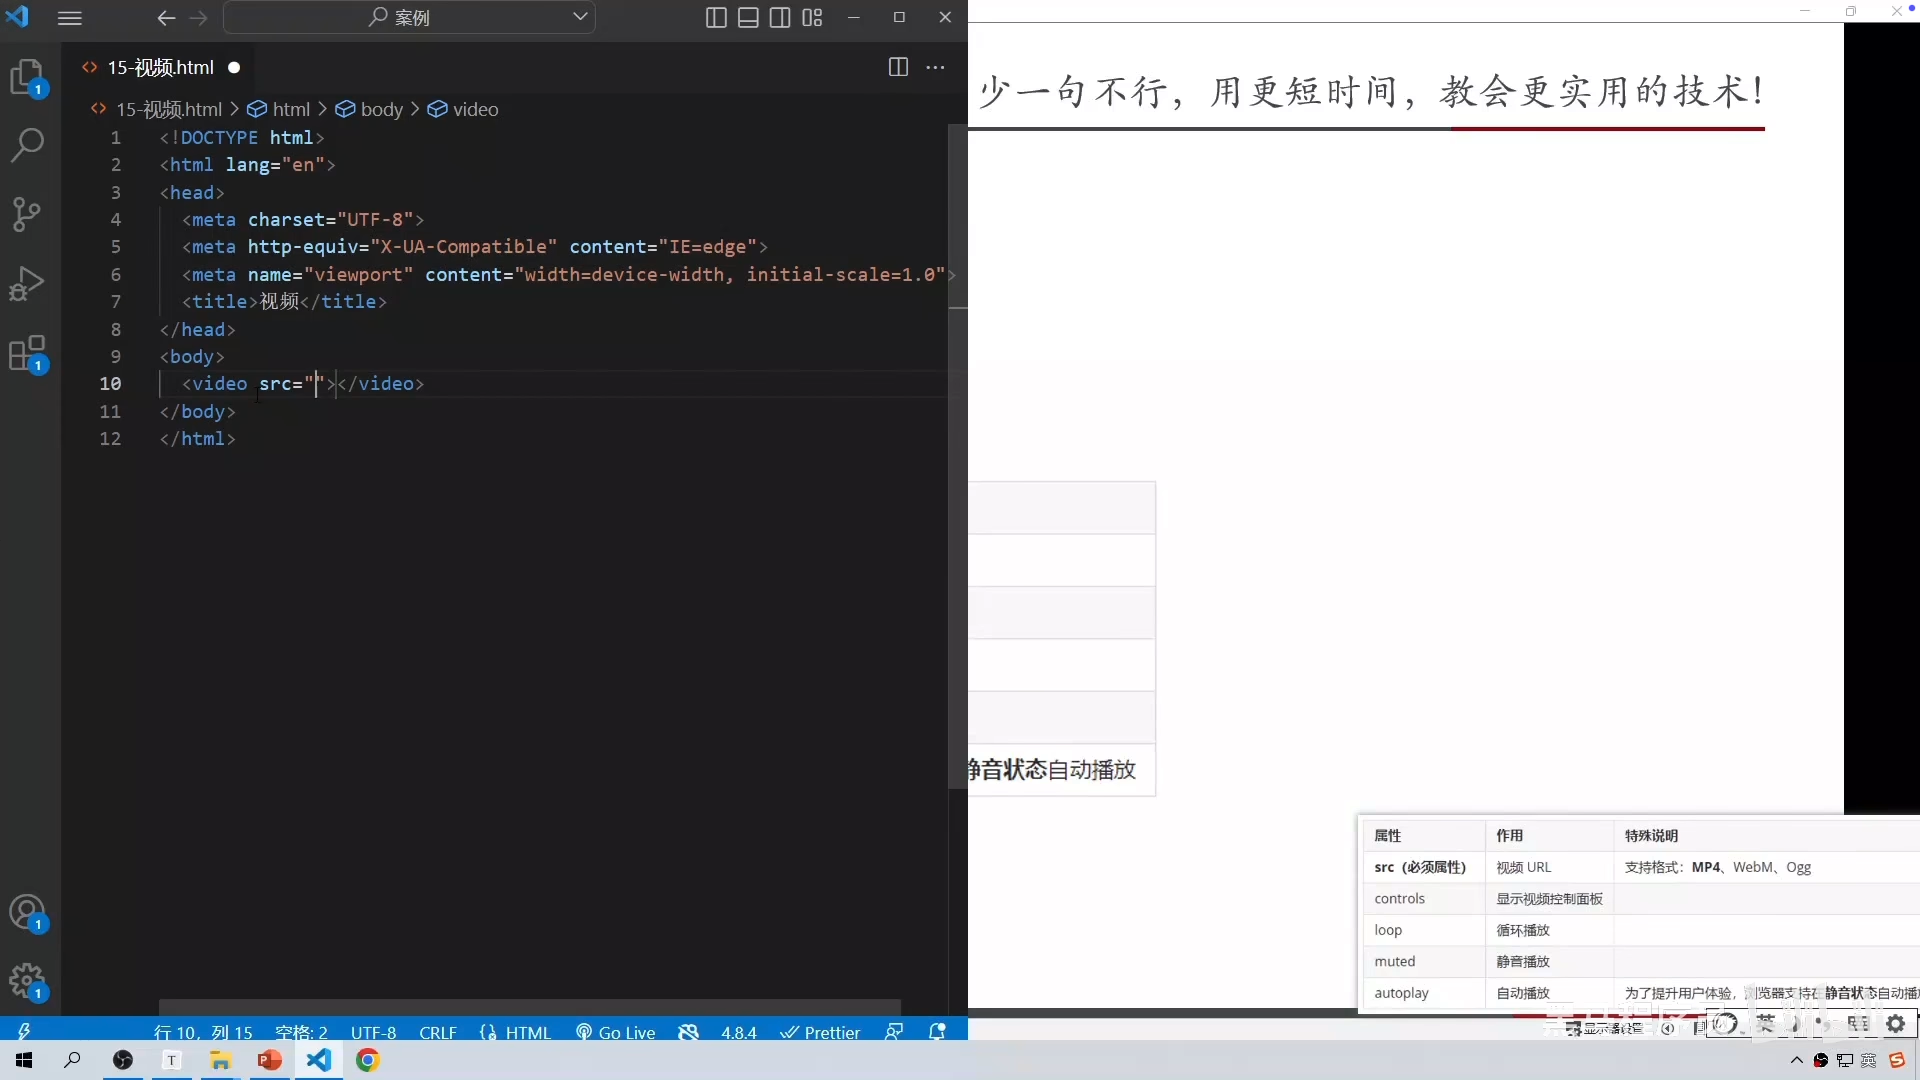 案例
15-视频.html
15-视频.html > html > body > video
1 <!DOCTYPE html>
2 <html lang="en">
3 <head>
4 <meta charset="UTF-8">
5 <meta http-equiv="X-UA-Compatible" content="IE=edge">
6 <meta name="viewport" content="width=device-width, initial-scale=1.0">
7 <title>视频</title>
8 </head>
9 <body>
10 <video src=""></video>
11 </body>
12 </html>
行 10，列 15 空格: 2 UTF-8 CRLF {} HTML Go Live 4.8.4 Prettier
少一句不行，用更短时间，教会更实用的技术！
静音状态自动播放
属性 作用 特殊说明
src（必须属性） 视频 URL 支持格式：MP4、WebM、Ogg
controls 显示视频控制面板
loop 循环播放
muted 静音播放
autoplay 自动播放 为了提升用户体验，浏览器支持在静音状态自动播
显示器设置
英
英